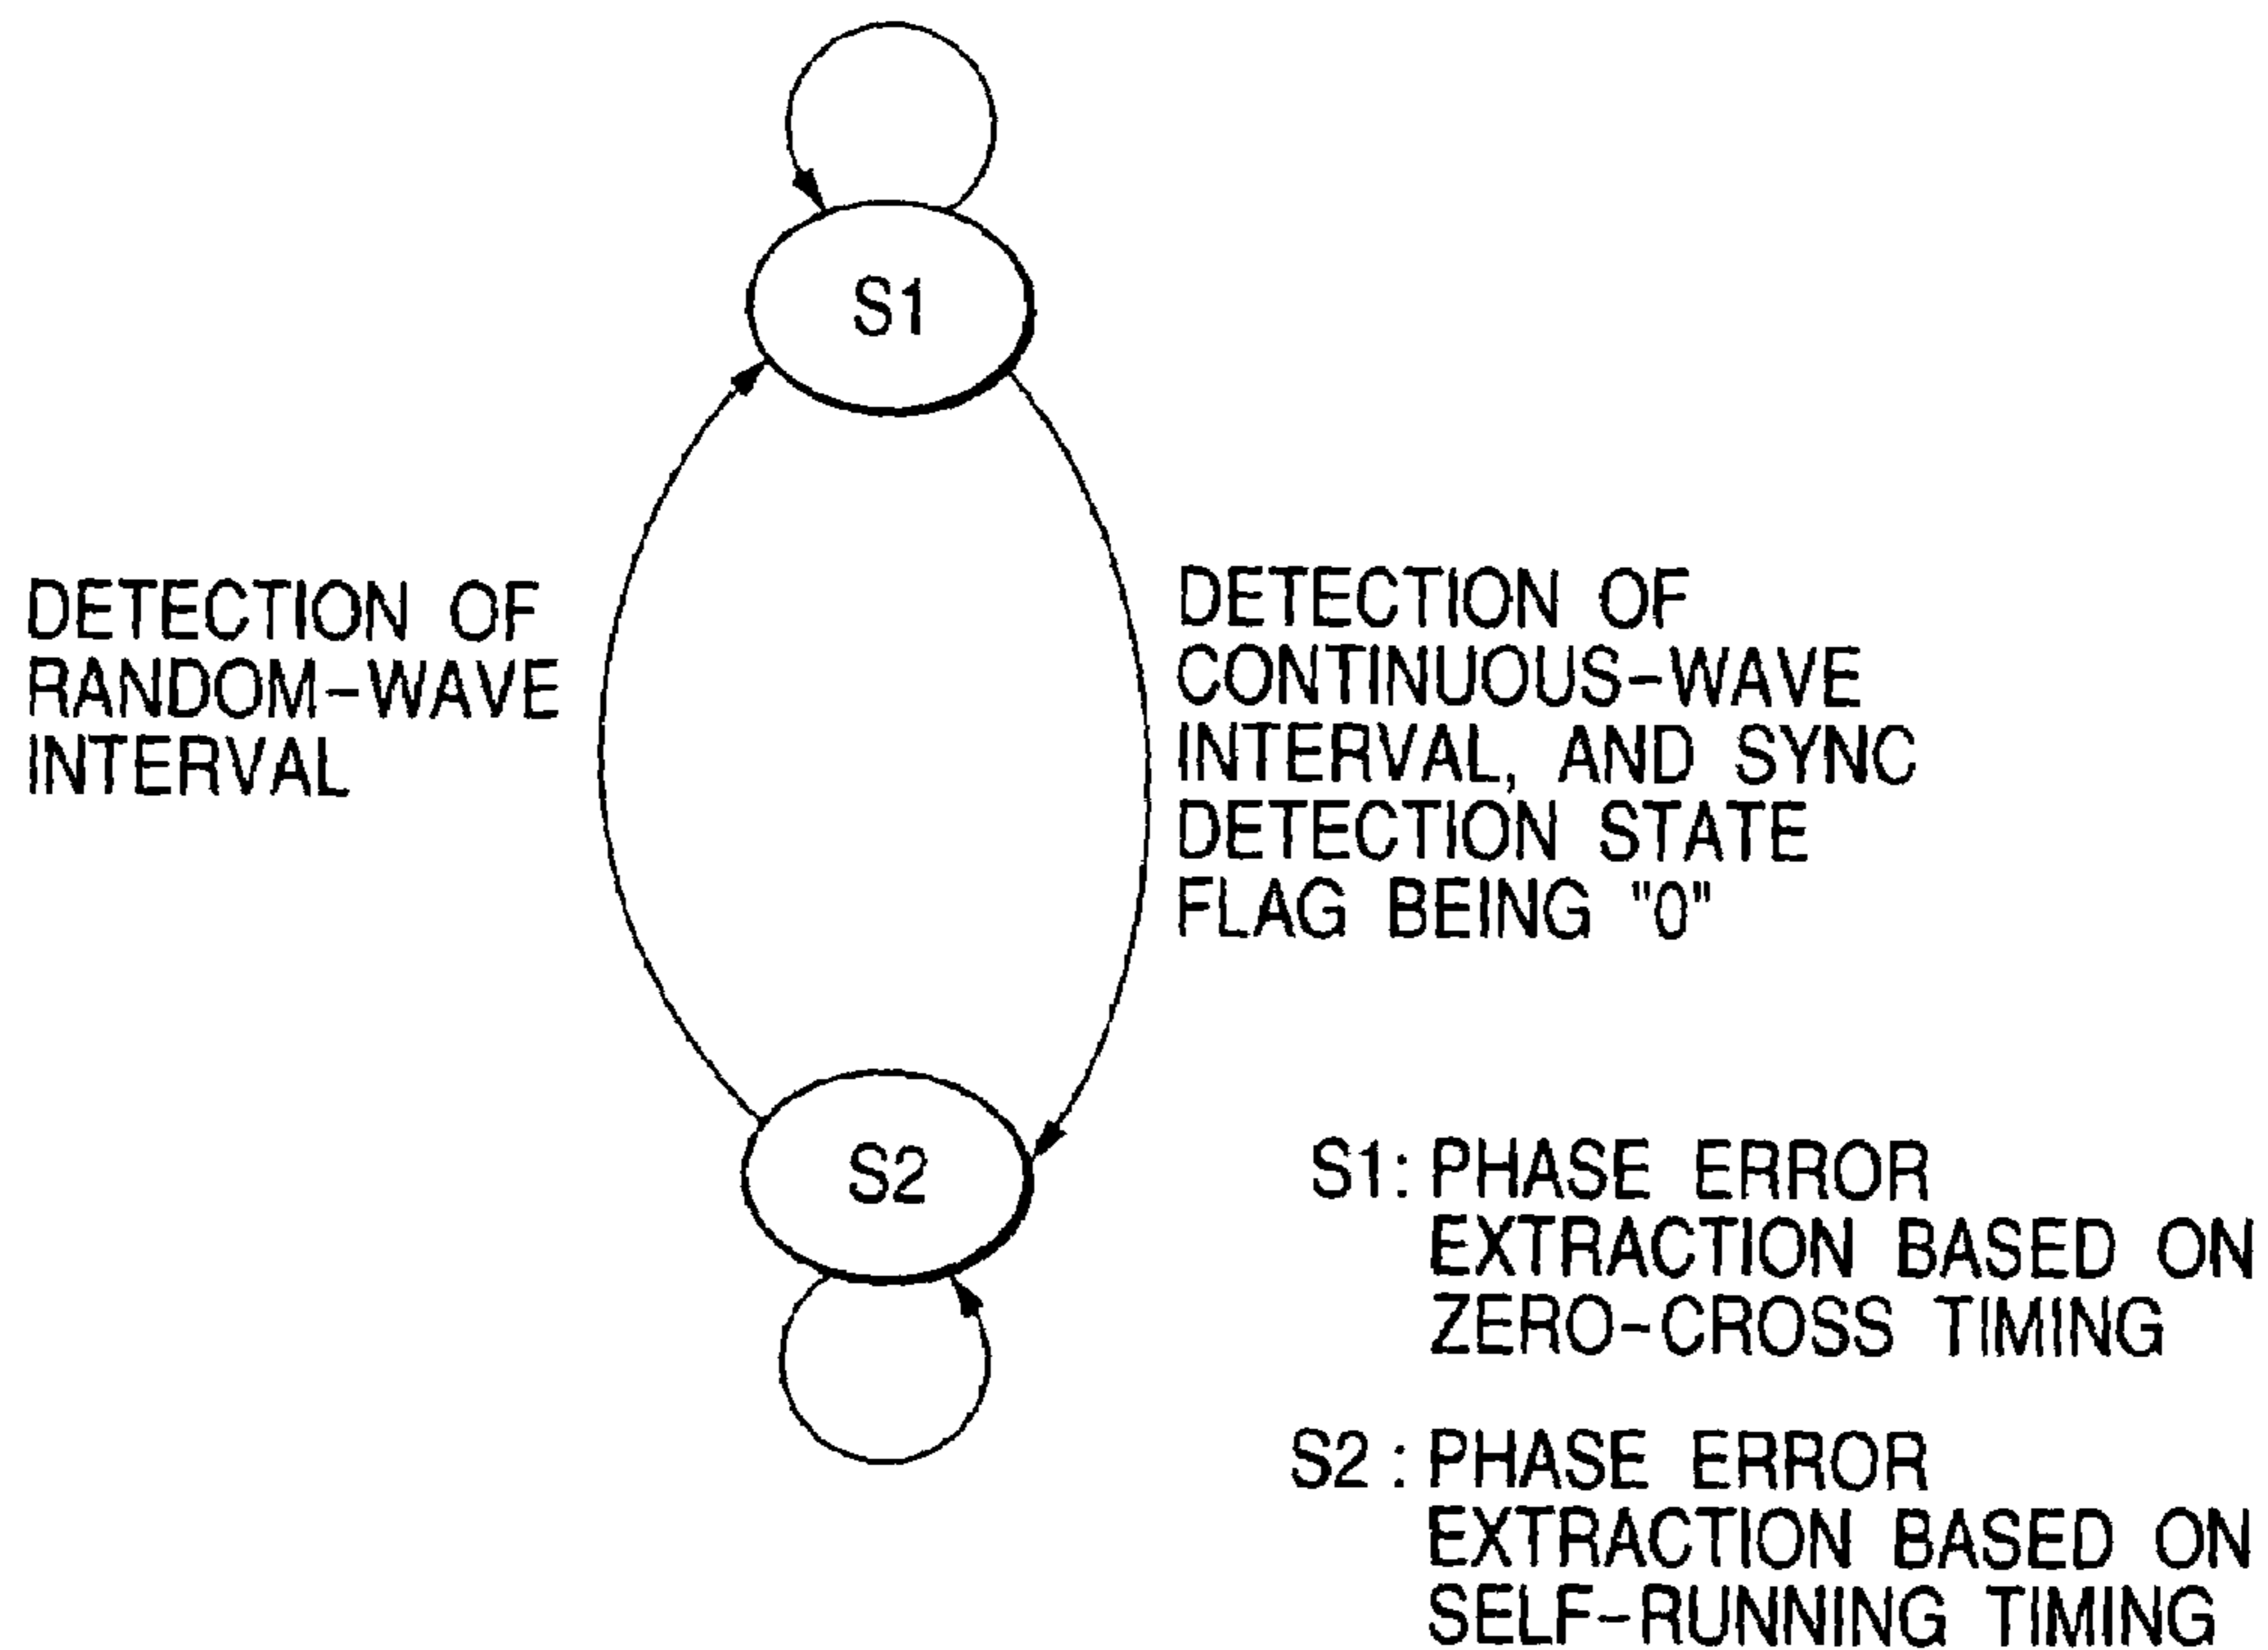 S1
DETECTION OF
RANDOM-WAVE
INTERVAL
DETECTION OF
CONTINUOUS-WAVE
INTERVAL, AND SYNC
DETECTION STATE
FLAG BEING "0"
S2
S1: PHASE ERROR
EXTRACTION BASED ON
ZERO-CROSS TIMING
S2 : PHASE ERROR
EXTRACTION BASED ON
SELF-RUNNING TIMING